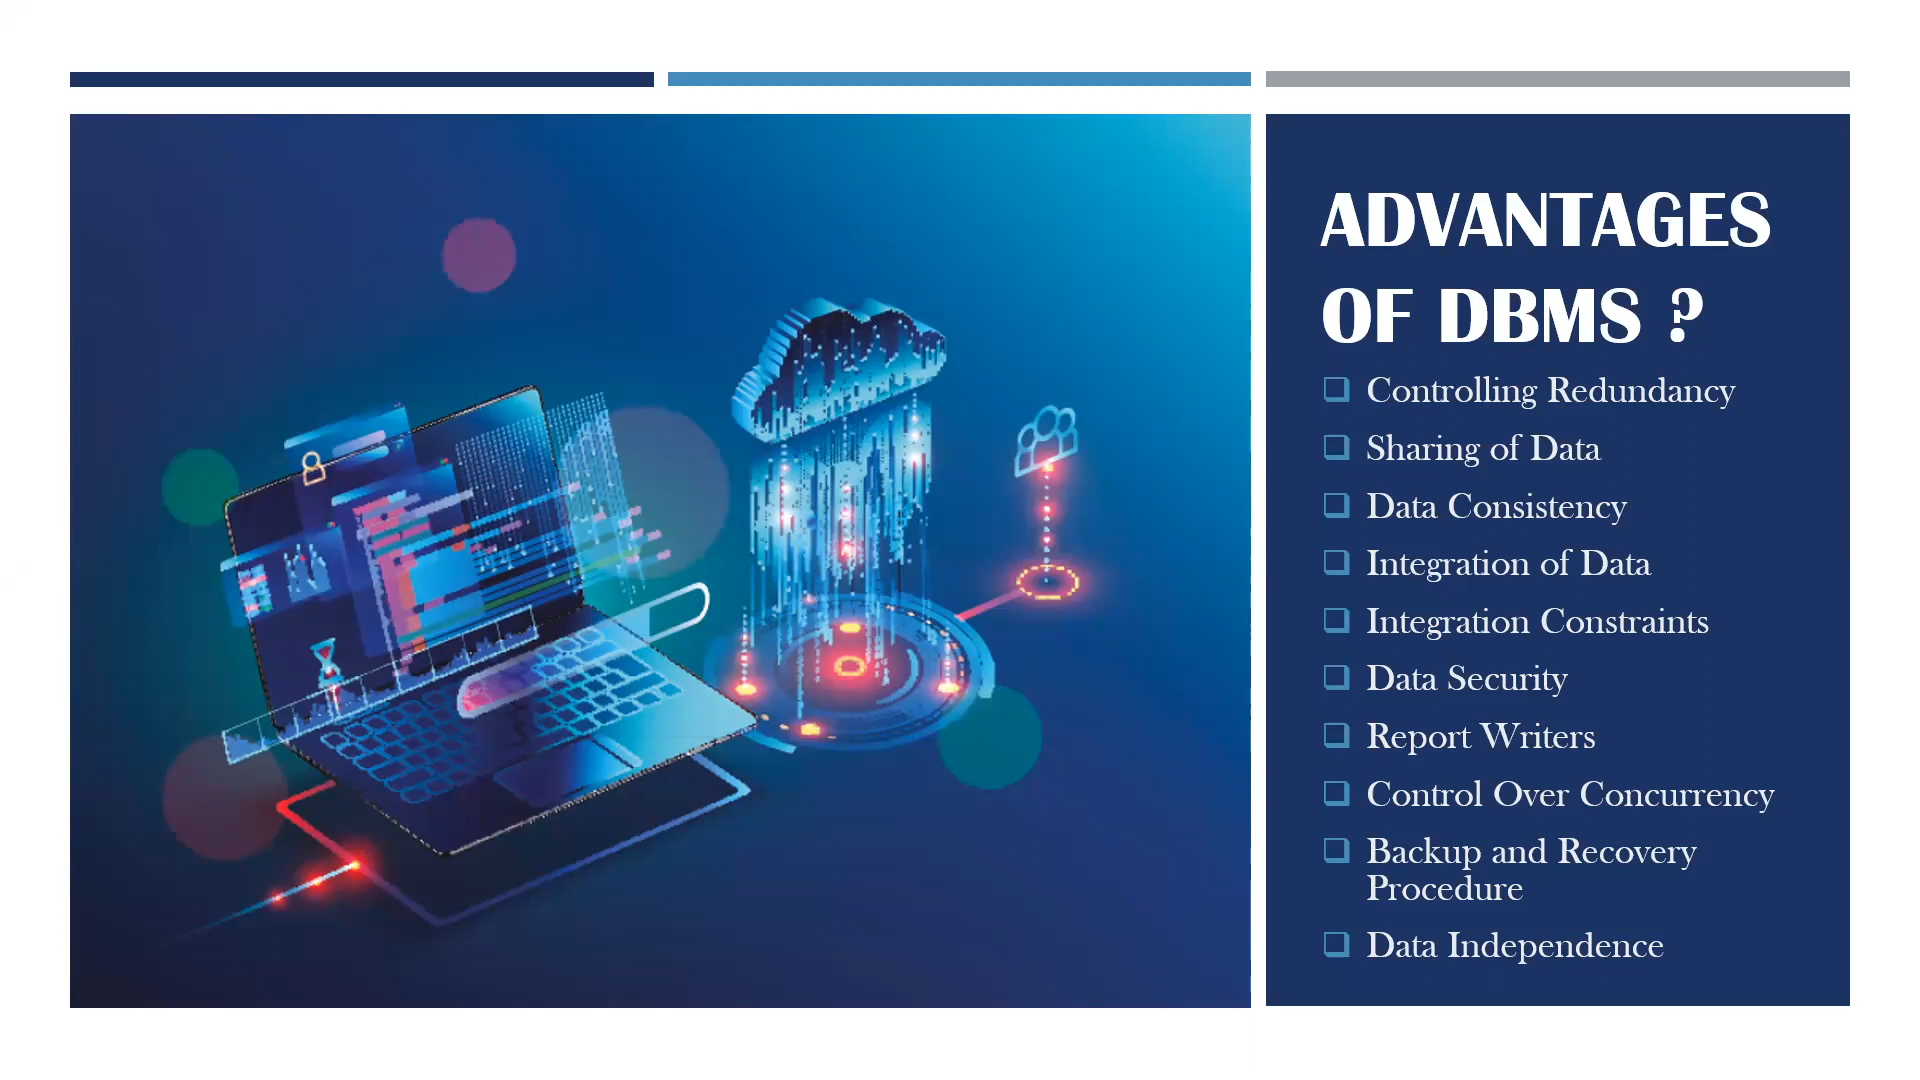 ADVANTAGES
OF DBMS ?
Controlling Redundancy
Sharing of Data
Data Consistency
Integration of Data
Integration Constraints
Data Security
Report Writers
Control Over Concurrency
Backup and Recovery
Procedure
Data Independence